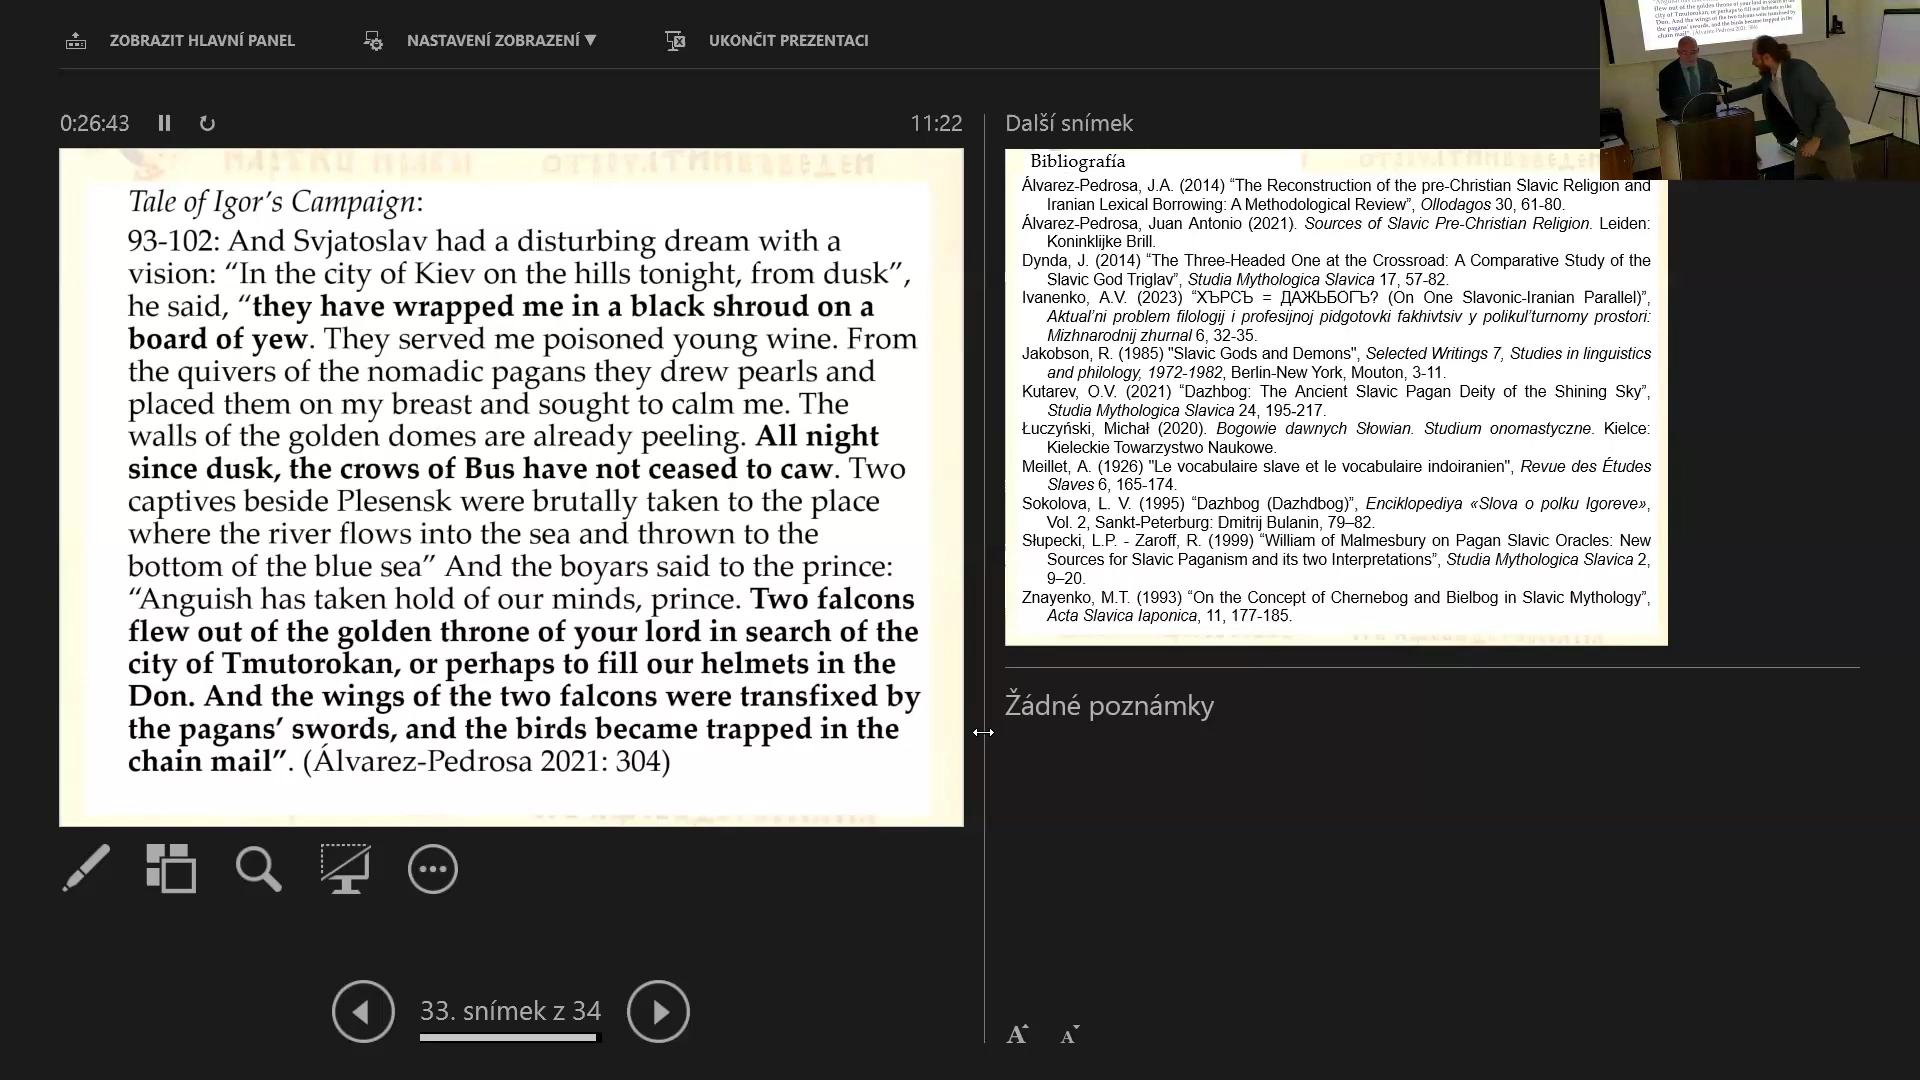 ZOBRAZIT HLAVNÍ PANEL
NASTAVENÍ ZOBRAZENÍ ▼
UKONČIT PREZENTACI
0:26:43
11:22
Tale of Igor’s Campaign:
93-102: And Svjatoslav had a disturbing dream with a
vision: “In the city of Kiev on the hills tonight, from dusk”,
he said, “they have wrapped me in a black shroud on a
board of yew. They served me poisoned young wine. From
the quivers of the nomadic pagans they drew pearls and
placed them on my breast and sought to calm me. The
walls of the golden domes are already peeling. All night
since dusk, the crows of Bus have not ceased to caw. Two
captives beside Plesensk were brutally taken to the place
where the river flows into the sea and thrown to the
bottom of the blue sea” And the boyars said to the prince:
“Anguish has taken hold of our minds, prince. Two falcons
flew out of the golden throne of your lord in search of the
city of Tmutorokan, or perhaps to fill our helmets in the
Don. And the wings of the two falcons were transfixed by
the pagans’ swords, and the birds became trapped in the
chain mail”. (Álvarez-Pedrosa 2021: 304)
33. snímek z 34
Další snímek
Bibliografía
Álvarez-Pedrosa, J.A. (2014) “The Reconstruction of the pre-Christian Slavic Religion and
Iranian Lexical Borrowing: A Methodological Review”, Ollodagos 30, 61-80.
Álvarez-Pedrosa, Juan Antonio (2021). Sources of Slavic Pre-Christian Religion. Leiden:
Koninklijke Brill.
Dynda, J. (2014) “The Three-Headed One at the Crossroad: A Comparative Study of the
Slavic God Triglav”, Studia Mythologica Slavica 17, 57-82.
Ivanenko, A.V. (2023) “ХЪРСЪ = ДАЖЬБОГЪ? (On One Slavonic-Iranian Parallel)”,
Aktual’ni problem filologij i profesijnoj pidgotovki fakhivtsiv y polikul’turnomy prostori:
Mizhnarodnij zhurnal 6, 32-35.
Jakobson, R. (1985) "Slavic Gods and Demons", Selected Writings 7, Studies in linguistics
and philology, 1972-1982, Berlin-New York, Mouton, 3-11.
Kutarev, O.V. (2021) “Dazhbog: The Ancient Slavic Pagan Deity of the Shining Sky”,
Studia Mythologica Slavica 24, 195-217.
Łuczyński, Michał (2020). Bogowie dawnych Słowian. Studium onomastyczne. Kielce:
Kieleckie Towarzystwo Naukowe.
Meillet, A. (1926) "Le vocabulaire slave et le vocabulaire indoiranien", Revue des Études
Slaves 6, 165-174.
Sokolova, L. V. (1995) “Dazhbog (Dazhdbog)”, Enciklopediya «Slova o polku Igoreve»,
Vol. 2, Sankt-Peterburg: Dmitrij Bulanin, 79–82.
Słupecki, L.P. - Zaroff, R. (1999) “William of Malmesbury on Pagan Slavic Oracles: New
Sources for Slavic Paganism and its two Interpretations”, Studia Mythologica Slavica 2,
9–20.
Znayenko, M.T. (1993) “On the Concept of Chernebog and Bielbog in Slavic Mythology”,
Acta Slavica Iaponica, 11, 177-185.
Žádné poznámky